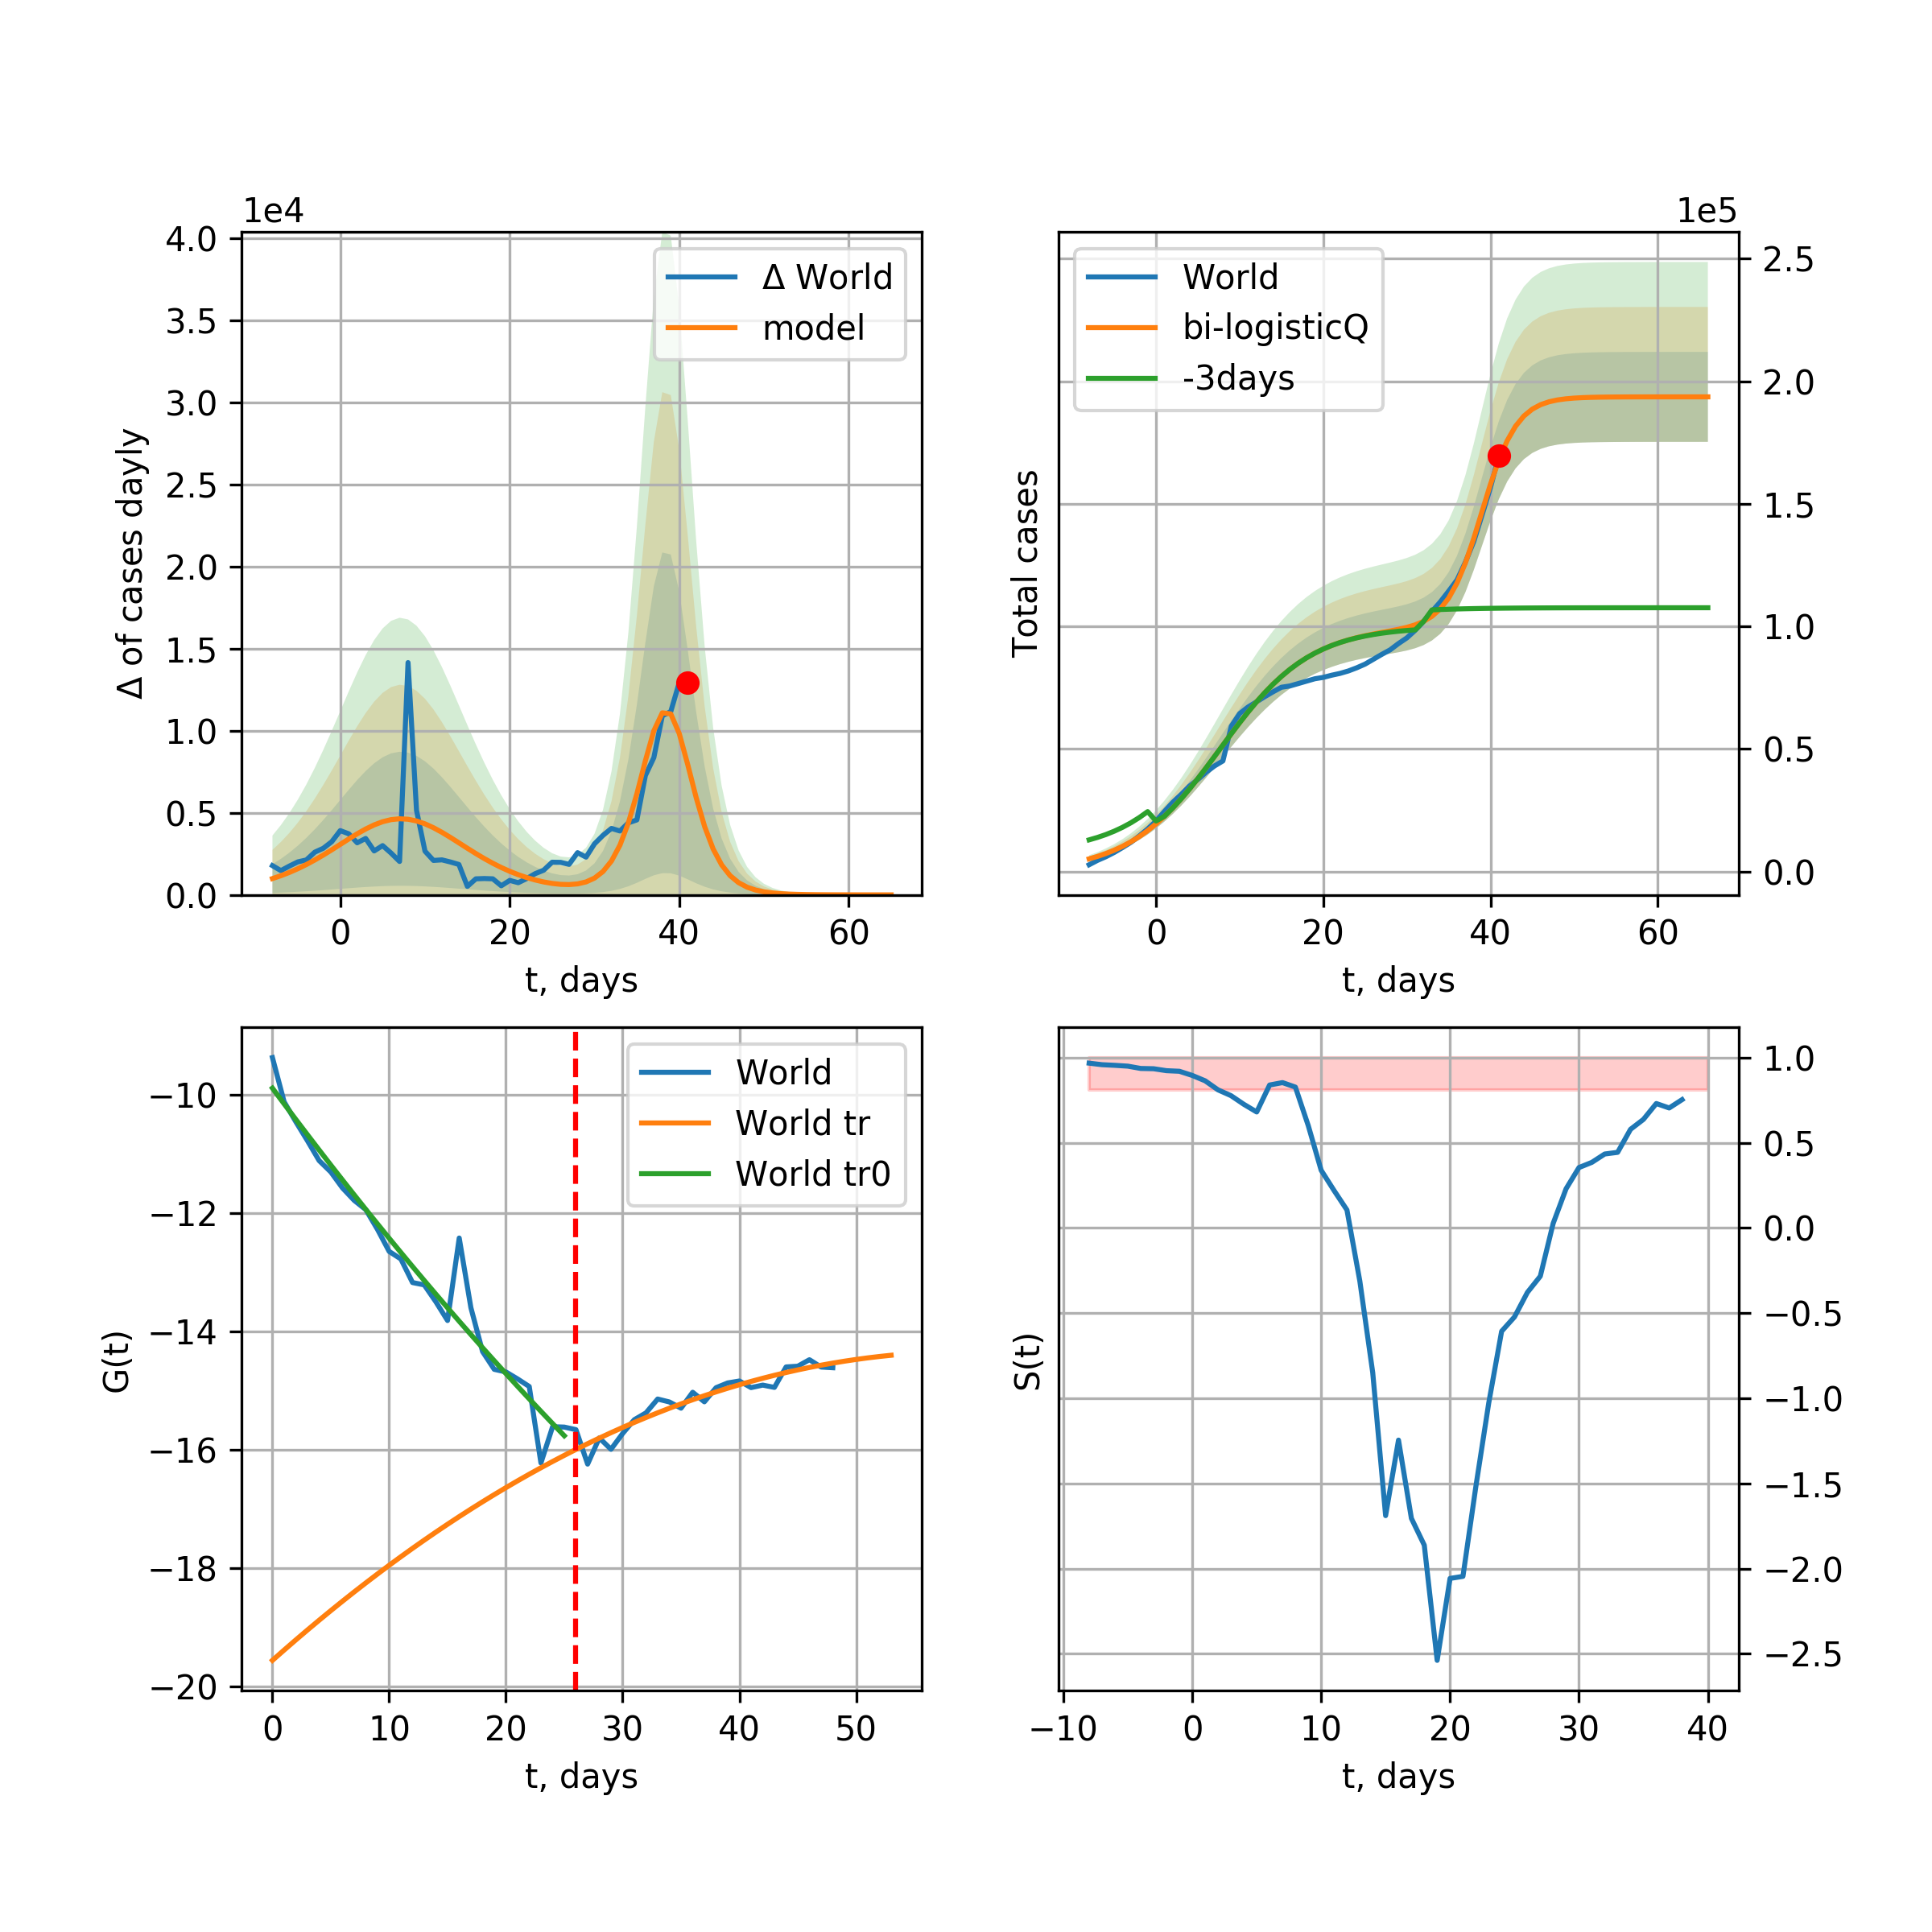 1e4
4.0
3.5
3.0
2.5
2.0
1.5
1.0
0.5
0.0
Δ of cases dayly
Δ World
model
0 20 40 60
t, days
1e5
World
bi-logisticQ
-3days
Total cases
2.5
2.0
1.5
1.0
0.5
0.0
0 20 40 60
t, days
−10
−12
−14
−16
−18
−20
G(t)
World
World tr
World tr0
0 10 20 30 40 50
t, days
S(t)
1.0
0.5
0.0
−0.5
−1.0
−1.5
−2.0
−2.5
−10 0 10 20 30 40
t, days